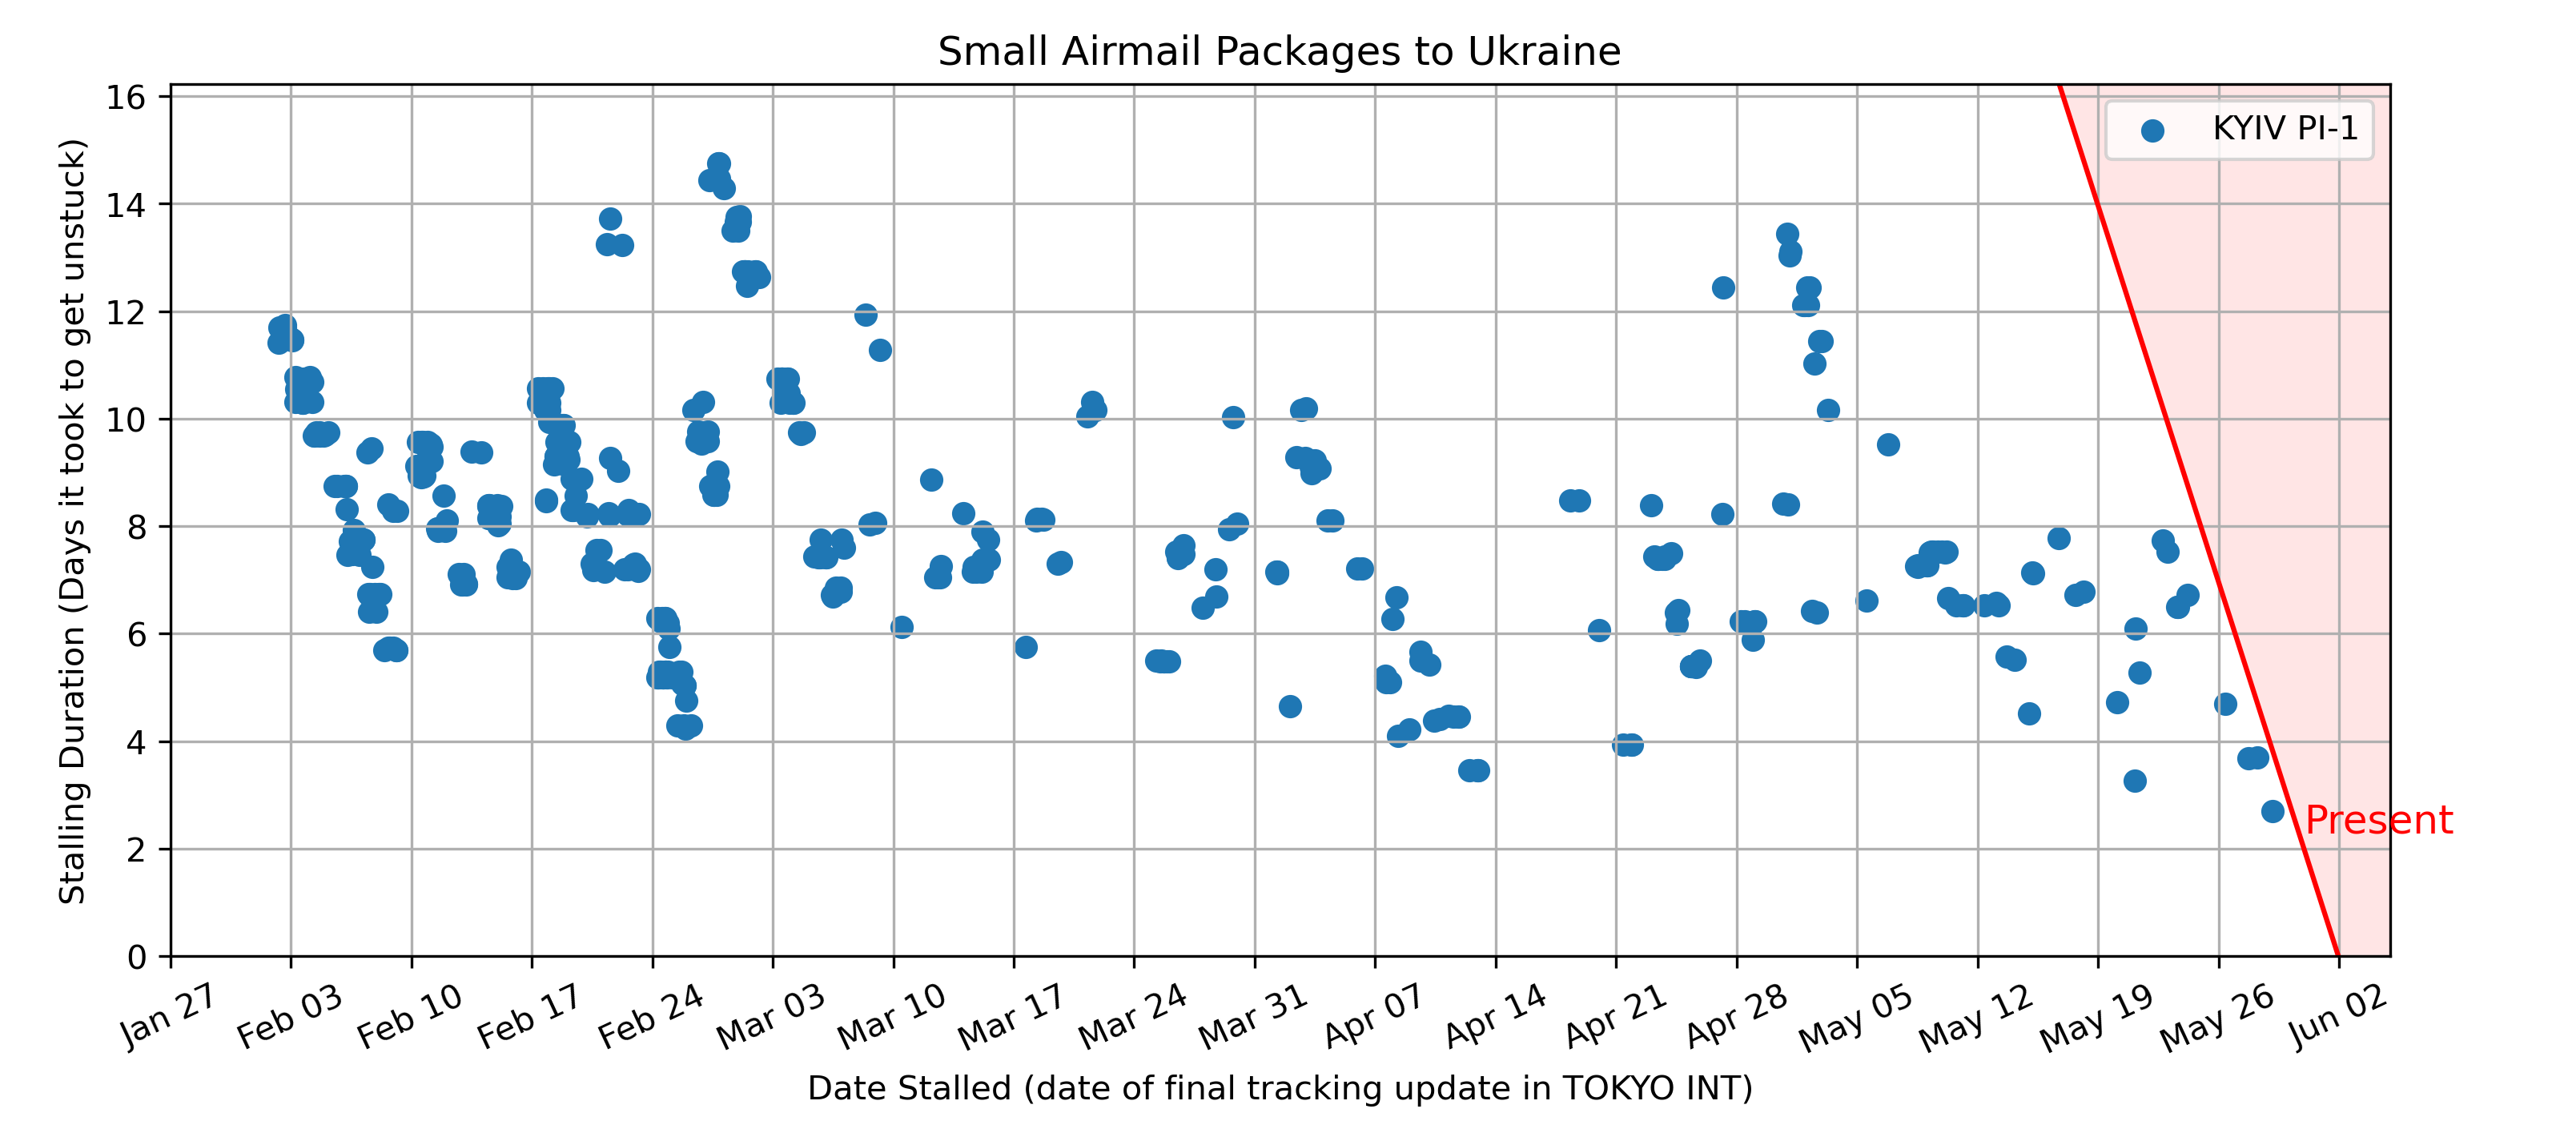 Small Airmail Packages to Ukraine
KYIV PI-1
Stalling Duration (Days it took to get unstuck)
16
14
12
10
8
6
4
2
0
Present
Jan 27 Feb 03 Feb 10 Feb 17 Feb 24 Mar 03 Mar 10 Mar 17 Mar 24 Mar 31 Apr 07 Apr 14 Apr 21 Apr 28 May 05 May 12 May 19 May 26 Jun 02
Date Stalled (date of final tracking update in TOKYO INT)